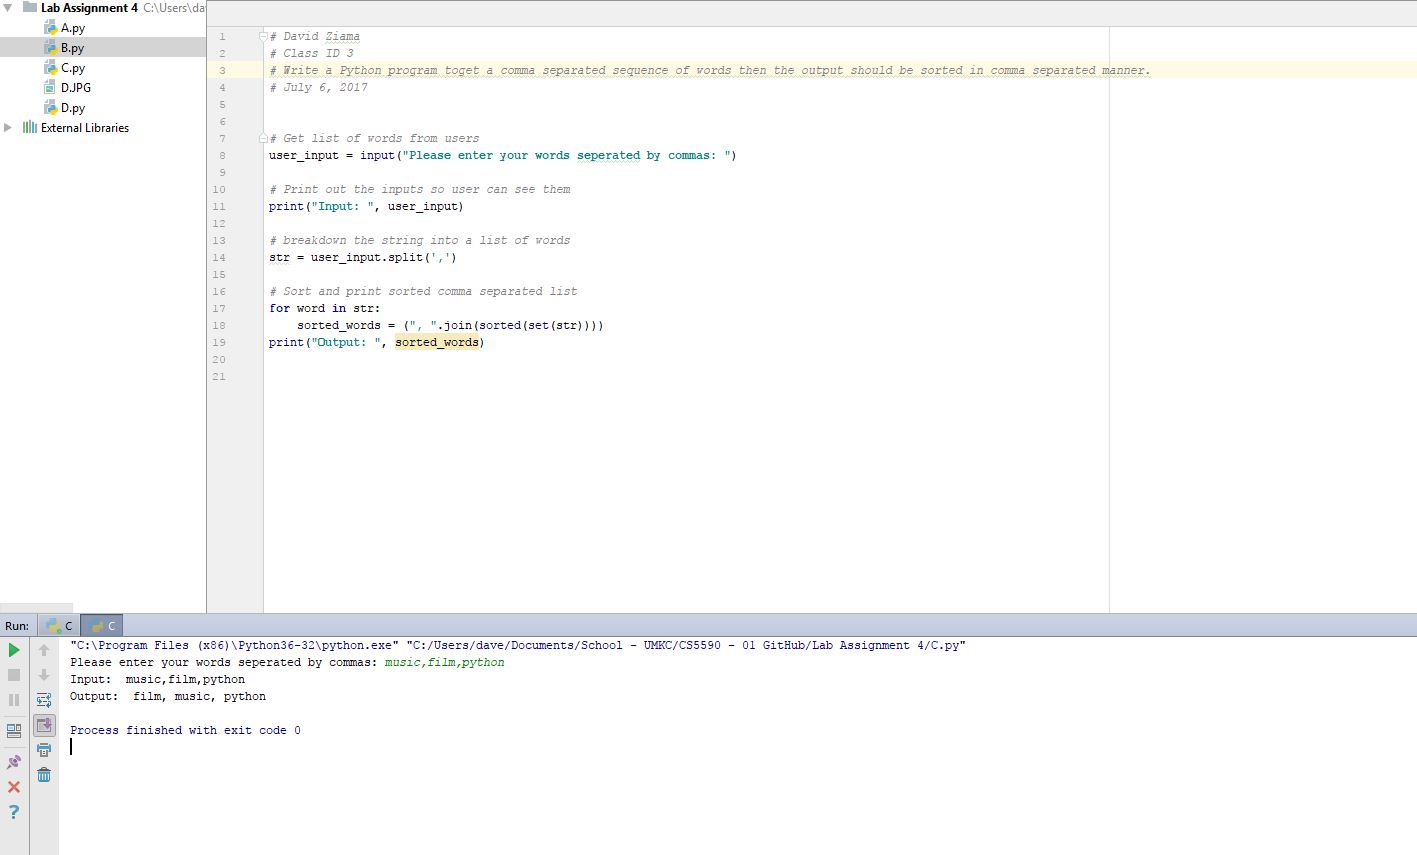 Lab Assignment 4 C:\Users\da
A.py
B.py
C.py
D.JPG
D.py
External Libraries
1 # David Ziama
2 # Class ID 3
3 # Write a Python program toget a comma separated sequence of words then the output should be sorted in comma separated manner.
4 # July 6, 2017
5
6
7 # Get list of words from users
8 user_input = input("Please enter your words seperated by commas: ")
9
10 # Print out the inputs so user can see them
11 print("Input: ", user_input)
12
13 # breakdown the string into a list of words
14 str = user_input.split(',')
15
16 # Sort and print sorted comma separated list
17 for word in str:
18     sorted_words = (", ".join(sorted(set(str))))
19 print("Output: ", sorted_words)
20
21
Run: C C
"C:\Program Files (x86)\Python36-32\python.exe" "C:/Users/dave/Documents/School - UMKC/CS5590 - 01 GitHub/Lab Assignment 4/C.py"
Please enter your words seperated by commas: music,film,python
Input:  music,film,python
Output:  film, music, python
Process finished with exit code 0